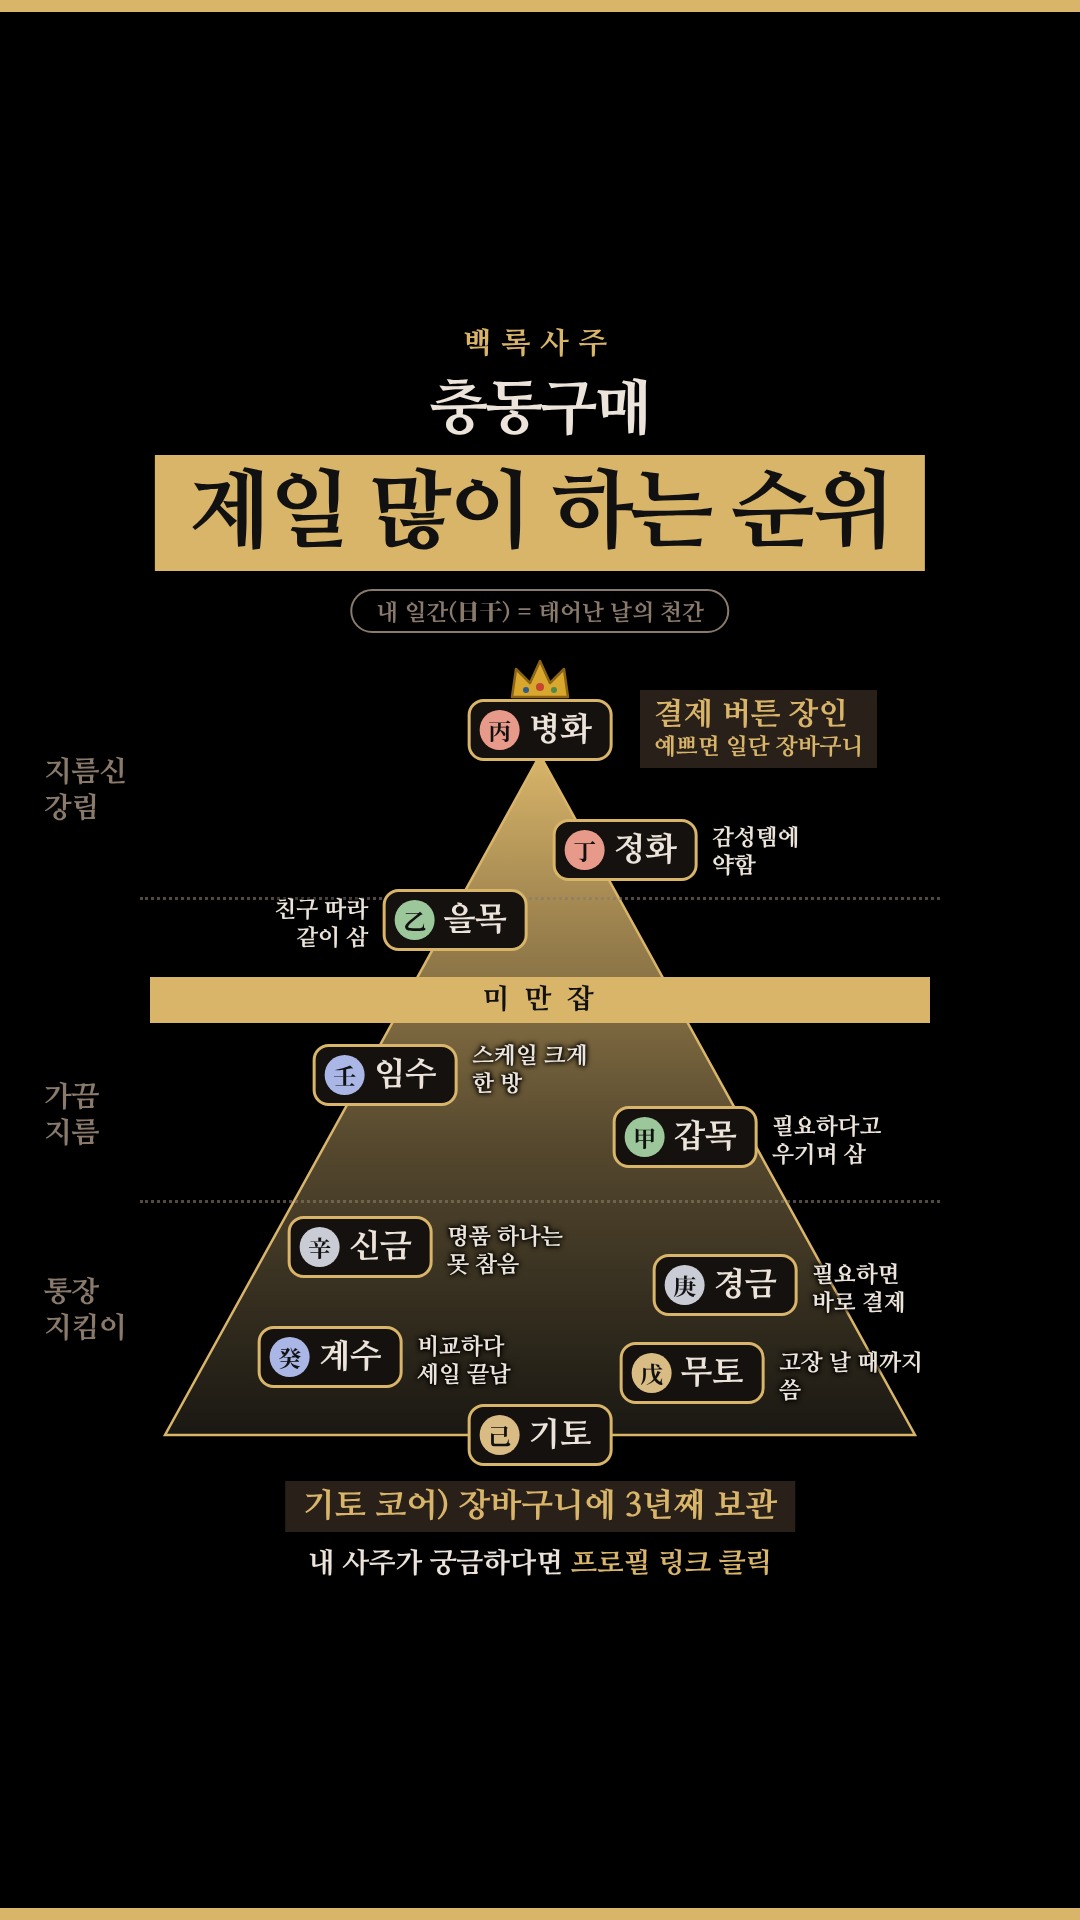 백록사주
충동구매
제일 많이 하는 순위
내 일간(日干) = 태어난 날의 천간
丙 병화
결제 버튼 장인
예쁘면 일단 장바구니
지름신
강림
丁 정화
감성템에
약함
친구 따라
같이 삼
乙 을목
미만잡
壬 임수
스케일 크게
한 방
가끔
지름
甲 갑목
필요하다고
우기며 삼
辛 신금
명품 하나는
못 참음
庚 경금
필요하면
바로 결제
통장
지킴이
癸 계수
비교하다
세일 끝남
戊 무토
고장 날 때까지
씀
己 기토
기토 코어) 장바구니에 3년째 보관
내 사주가 궁금하다면 프로필 링크 클릭